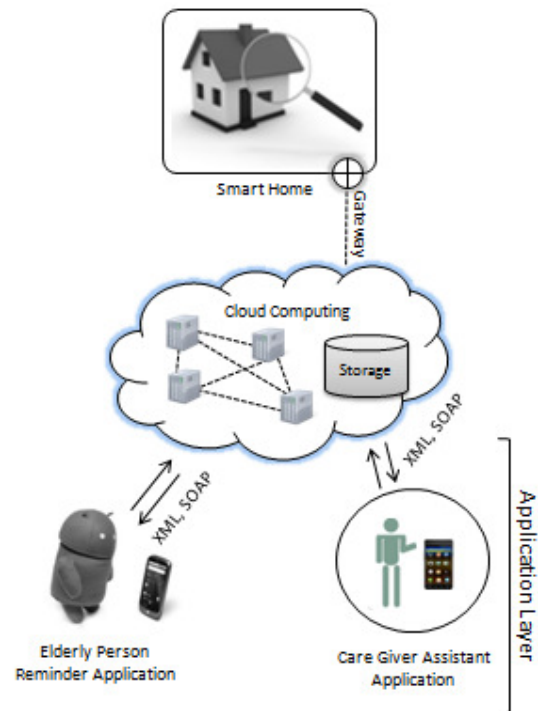 Smart Home
Gateway
Cloud Computing
Storage
XML, SOAP
XML, SOAP
Elderly Person
Reminder Application
Care Giver Assistant
Application
Application Layer